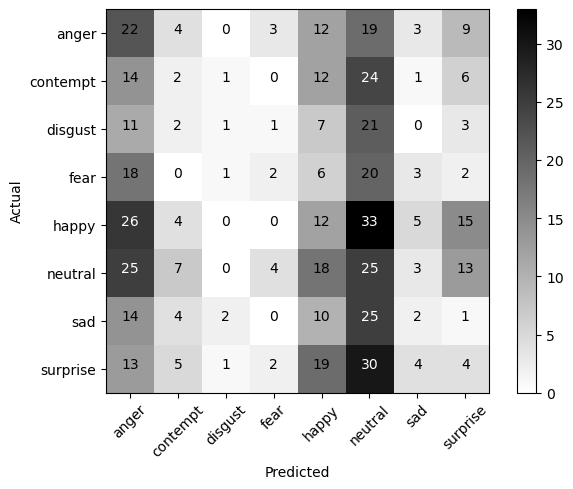 anger 22 4 0 3 12 19 3 9
contempt 14 2 1 0 12 24 1 6
disgust 11 2 1 1 7 21 0 3
fear 18 0 1 2 6 20 3 2
happy 26 4 0 0 12 33 5 15
neutral 25 7 0 4 18 25 3 13
sad 14 4 2 0 10 25 2 1
surprise 13 5 1 2 19 30 4 4
Actual
anger contempt disgust fear happy neutral sad surprise
Predicted
30
25
20
15
10
5
0